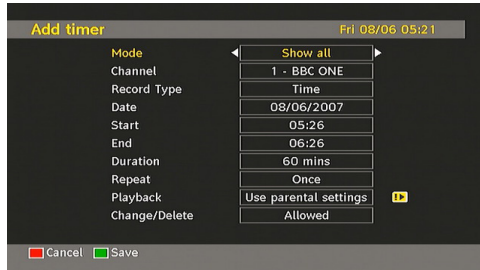 Add timer Fri 08/06 05:21
Mode Show all
Channel 1 - BBC ONE
Record Type Time
Date 08/06/2007
Start 05:26
End 06:26
Duration 60 mins
Repeat Once
Playback Use parental settings
Change/Delete Allowed
Cancel Save